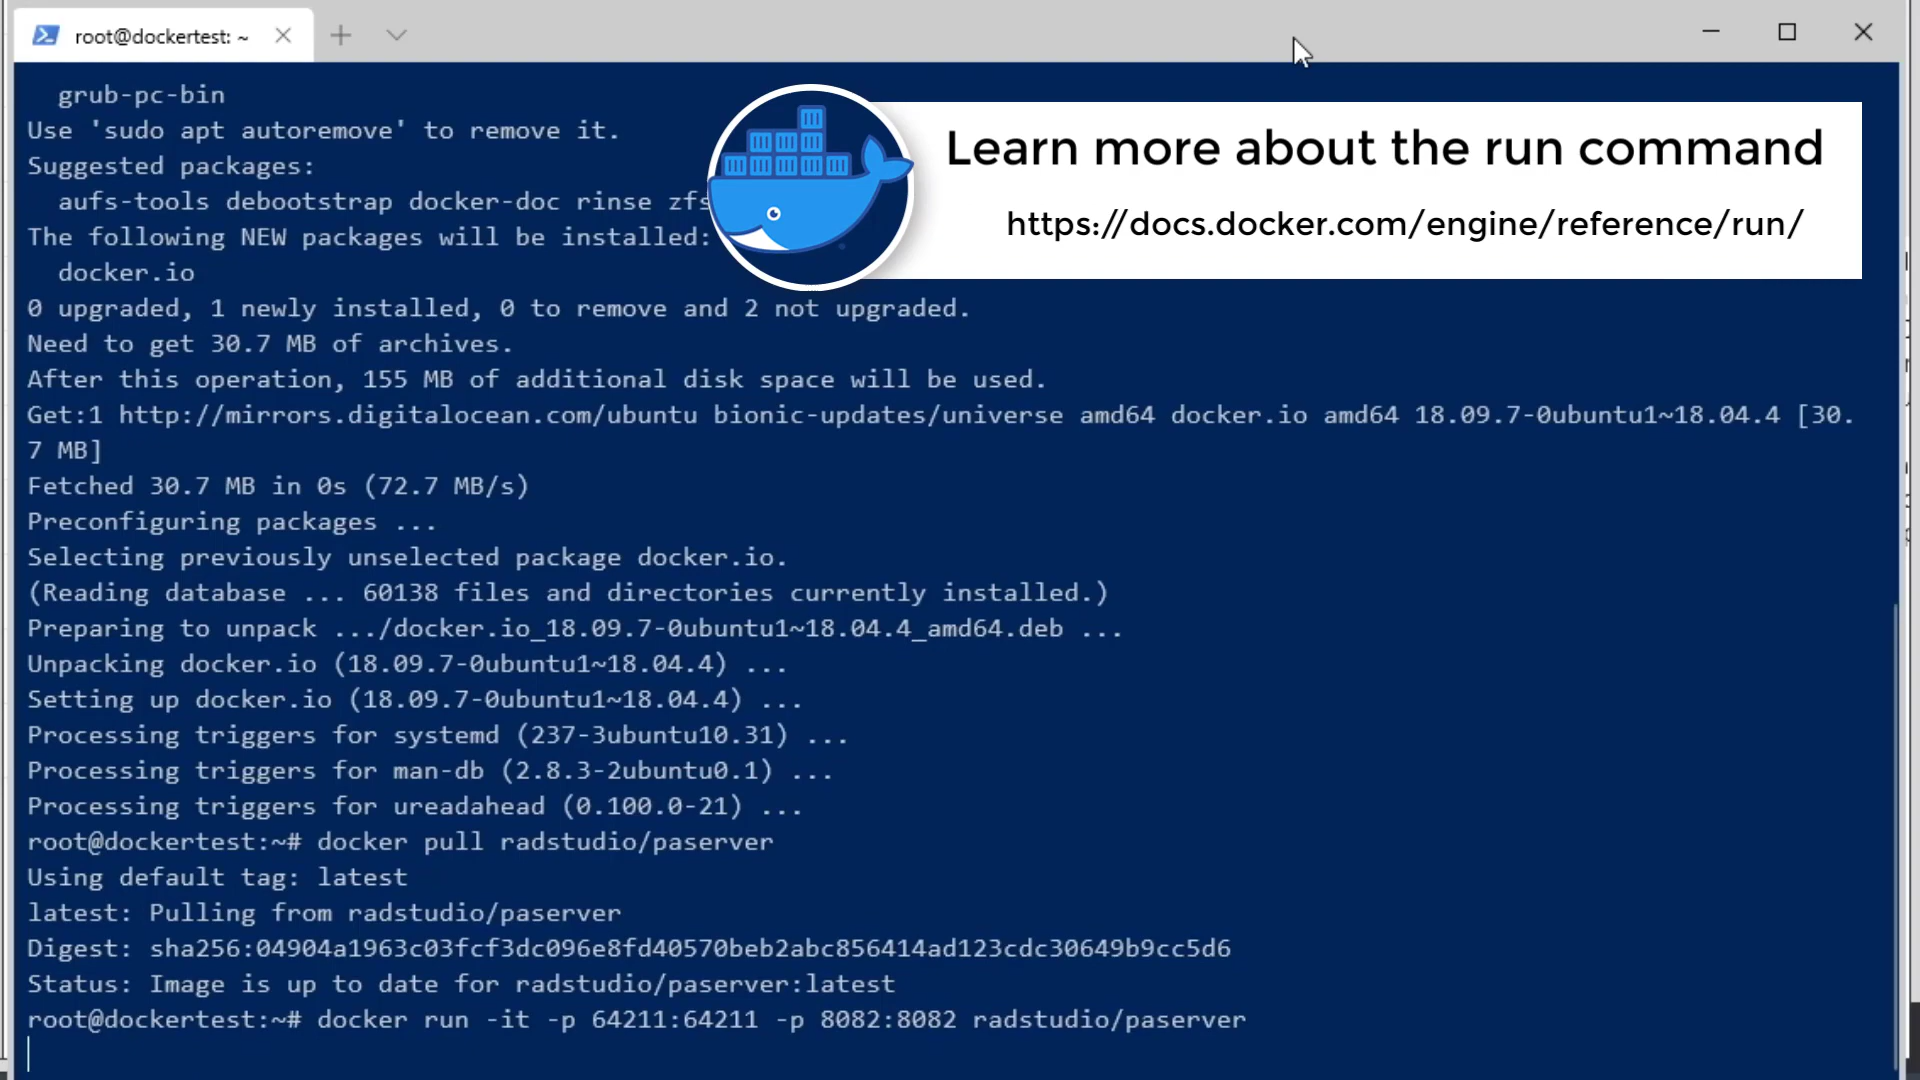 root@dockertest: ~
grub-pc-bin
Use 'sudo apt autoremove' to remove it.
Suggested packages:
aufs-tools debootstrap docker-doc rinse zfs
The following NEW packages will be installed:
docker.io
0 upgraded, 1 newly installed, 0 to remove and 2 not upgraded.
Need to get 30.7 MB of archives.
After this operation, 155 MB of additional disk space will be used.
Get:1 http://mirrors.digitalocean.com/ubuntu bionic-updates/universe amd64 docker.io amd64 18.09.7-0ubuntu1~18.04.4 [30.
7 MB]
Fetched 30.7 MB in 0s (72.7 MB/s)
Preconfiguring packages ...
Selecting previously unselected package docker.io.
(Reading database ... 60138 files and directories currently installed.)
Preparing to unpack .../docker.io_18.09.7-0ubuntu1~18.04.4_amd64.deb ...
Unpacking docker.io (18.09.7-0ubuntu1~18.04.4) ...
Setting up docker.io (18.09.7-0ubuntu1~18.04.4) ...
Processing triggers for systemd (237-3ubuntu10.31) ...
Processing triggers for man-db (2.8.3-2ubuntu0.1) ...
Processing triggers for ureadahead (0.100.0-21) ...
root@dockertest:~# docker pull radstudio/paserver
Using default tag: latest
latest: Pulling from radstudio/paserver
Digest: sha256:04904a1963c03fcf3dc096e8fd40570beb2abc856414ad123cdc30649b9cc5d6
Status: Image is up to date for radstudio/paserver:latest
root@dockertest:~# docker run -it -p 64211:64211 -p 8082:8082 radstudio/paserver
Learn more about the run command
https://docs.docker.com/engine/reference/run/